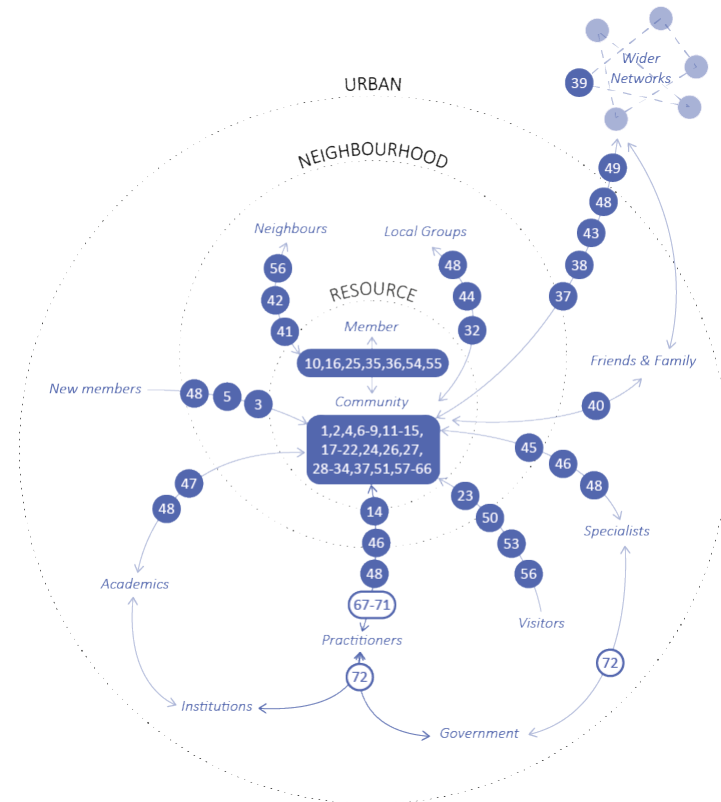 Wider
Networks
39
URBAN
NEIGHBOURHOOD
49
48
43
38
37
Neighbours
56
42
41
Local Groups
48
44
32
RESOURCE
Member
10,16,25,35,36,54,55
Community
1,2,4,6-9,11-15,
17-22,24,26,27,
28-34,37,51,57-66
Friends & Family
40
New members
48
5
3
45
46
48
Specialists
47
48
Academics
23
50
53
56
Visitors
14
46
48
67-71
Practitioners
72
72
Institutions
Government